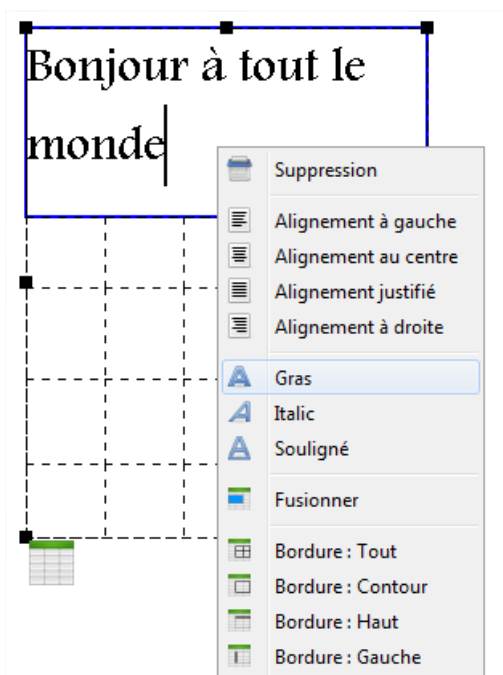 Bonjour à tout le
monde
Suppression
Alignement à gauche
Alignement au centre
Alignement justifié
Alignement à droite
Gras
Italic
Souligné
Fusionner
Bordure : Tout
Bordure : Contour
Bordure : Haut
Bordure : Gauche